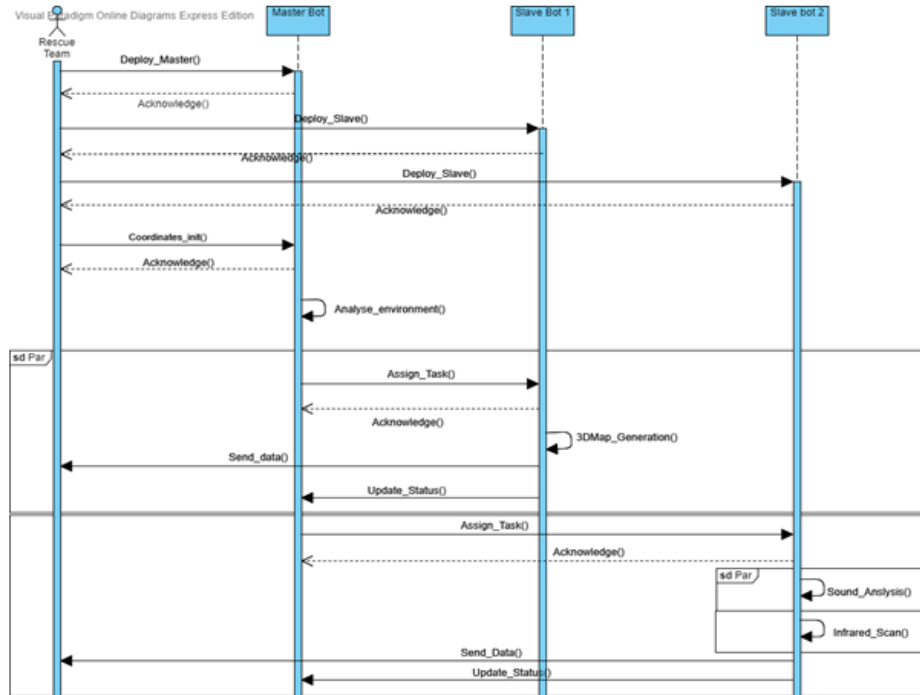 Visual Paradigm Online Diagrams Express Edition
Master Bot
Slave Bot 1
Slave bot 2
Rescue
Team
Deploy_Master()
Acknowledge()
Deploy_Slave()
Acknowledge()
Deploy_Slave()
Acknowledge()
Coordinates_init()
Acknowledge()
Analyse_environment()
sd Par
Assign_Task()
Acknowledge()
3DMap_Generation()
Send_data()
Update_Status()
Assign_Task()
Acknowledge()
sd Par
Sound_Anslysis()
Infrared_Scan()
Send_Data()
Update_Status()